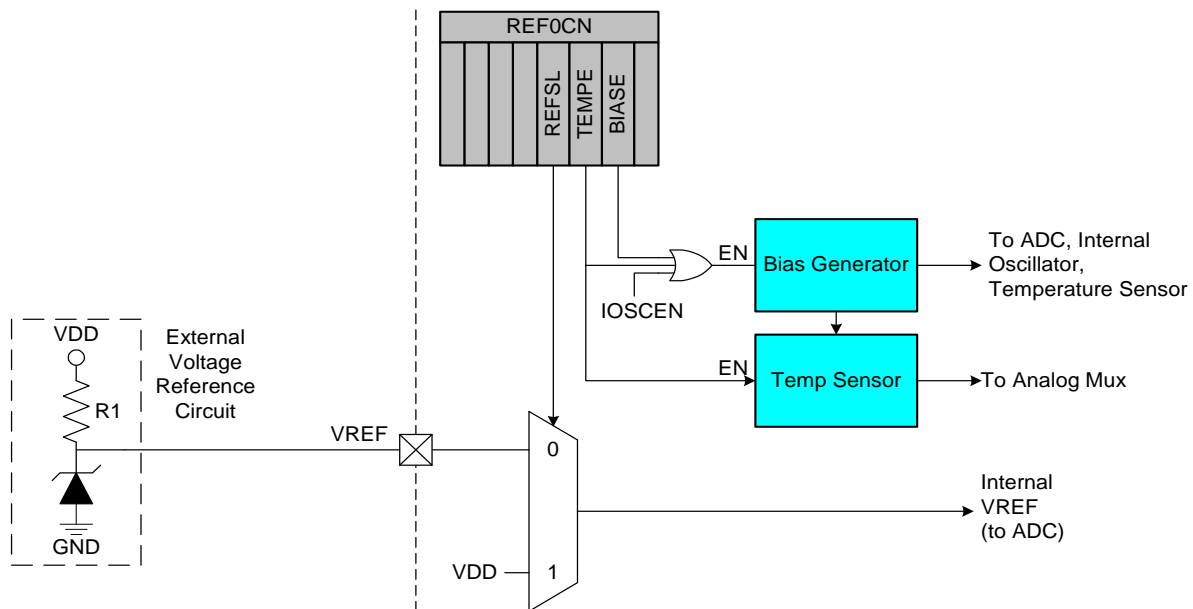 REF0CN
REFSL
TEMPE
BIASE
EN
Bias Generator
To ADC, Internal
Oscillator,
Temperature Sensor
IOSCEN
VDD
R1
GND
External
Voltage
Reference
Circuit
EN
Temp Sensor
To Analog Mux
VREF
0
Internal
VREF
(to ADC)
VDD
1